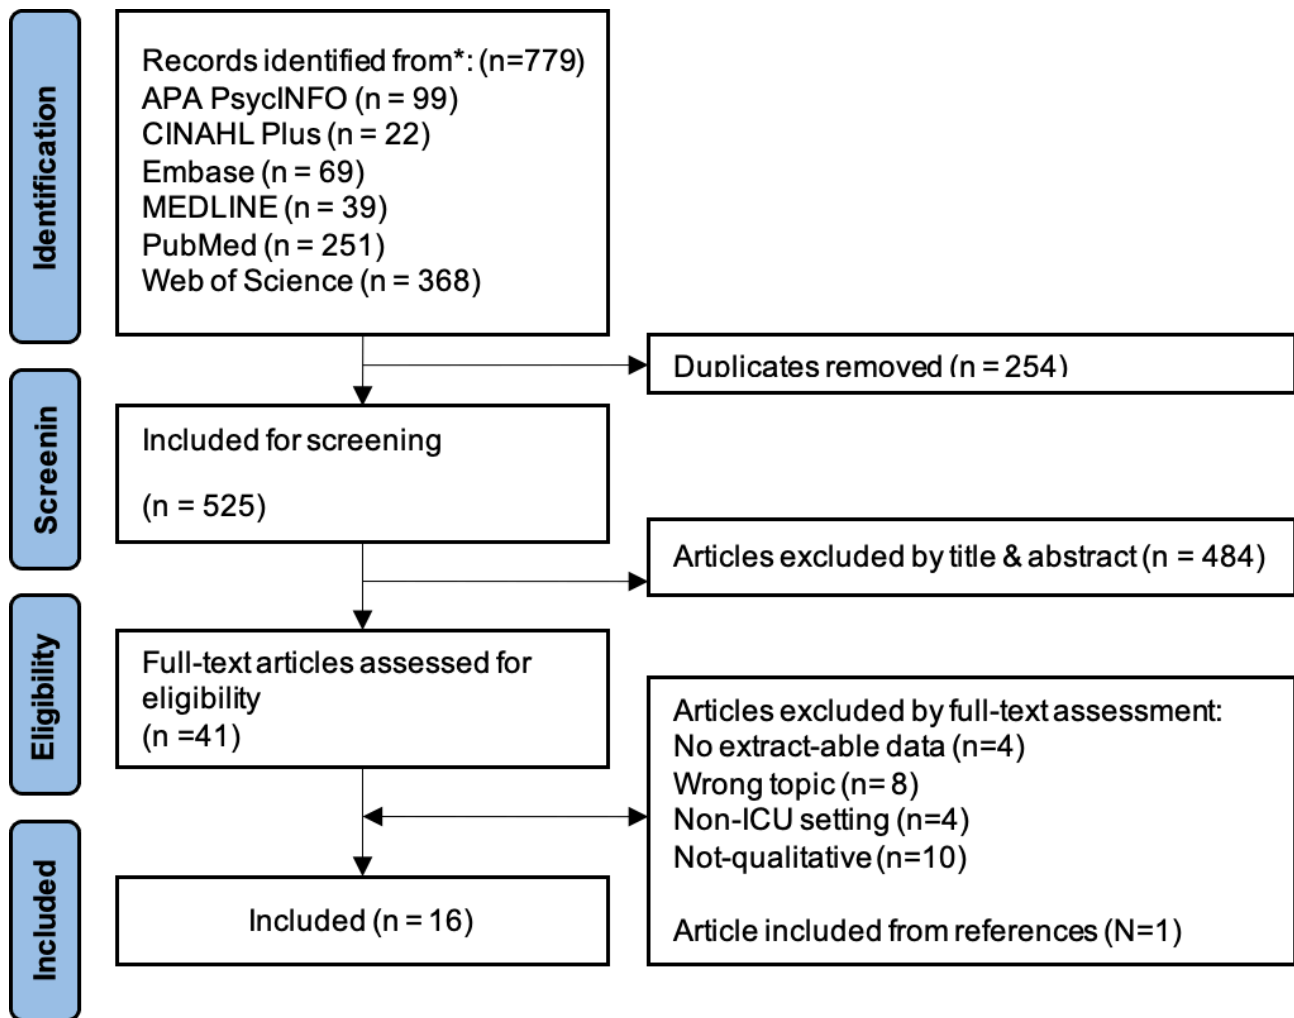 Identification
Records identified from*: (n=779)
APA PsycINFO (n = 99)
CINAHL Plus (n = 22)
Embase (n = 69)
MEDLINE (n = 39)
PubMed (n = 251)
Web of Science (n = 368)
Duplicates removed (n = 254)
Screenin
Included for screening
(n = 525)
Articles excluded by title & abstract (n = 484)
Eligibility
Full-text articles assessed for
eligibility
(n =41)
Articles excluded by full-text assessment:
No extract-able data (n=4)
Wrong topic (n= 8)
Non-ICU setting (n=4)
Not-qualitative (n=10)
Article included from references (N=1)
Included
Included (n = 16)